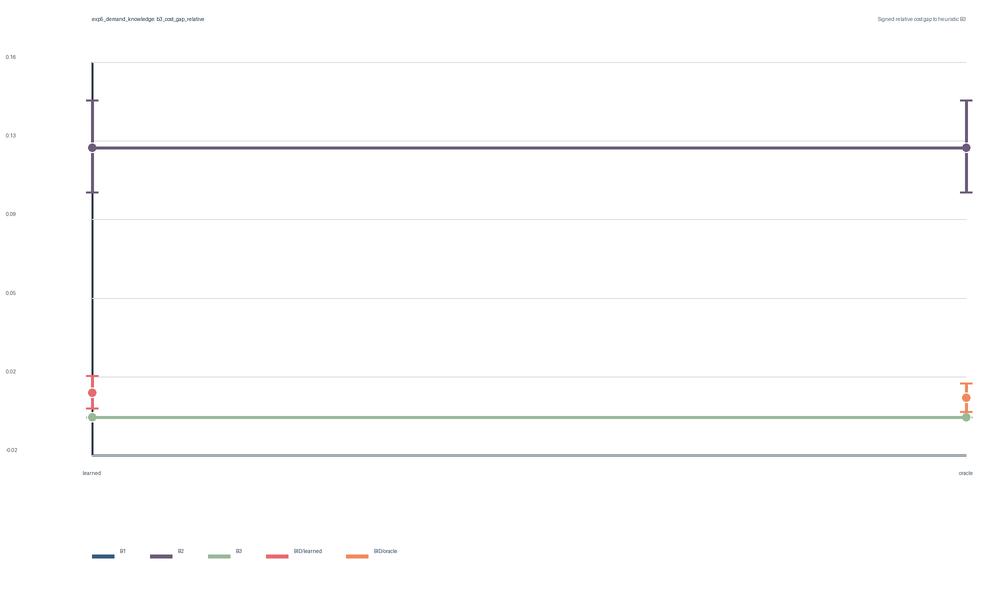 exp5_demand_knowledge: b3_cost_gap_relative
Signed relative cost gap to heuristic B3
0.16
0.13
0.09
0.05
0.02
-0.02
learned
oracle
B1
B2
B3
BID/learned
BID/oracle